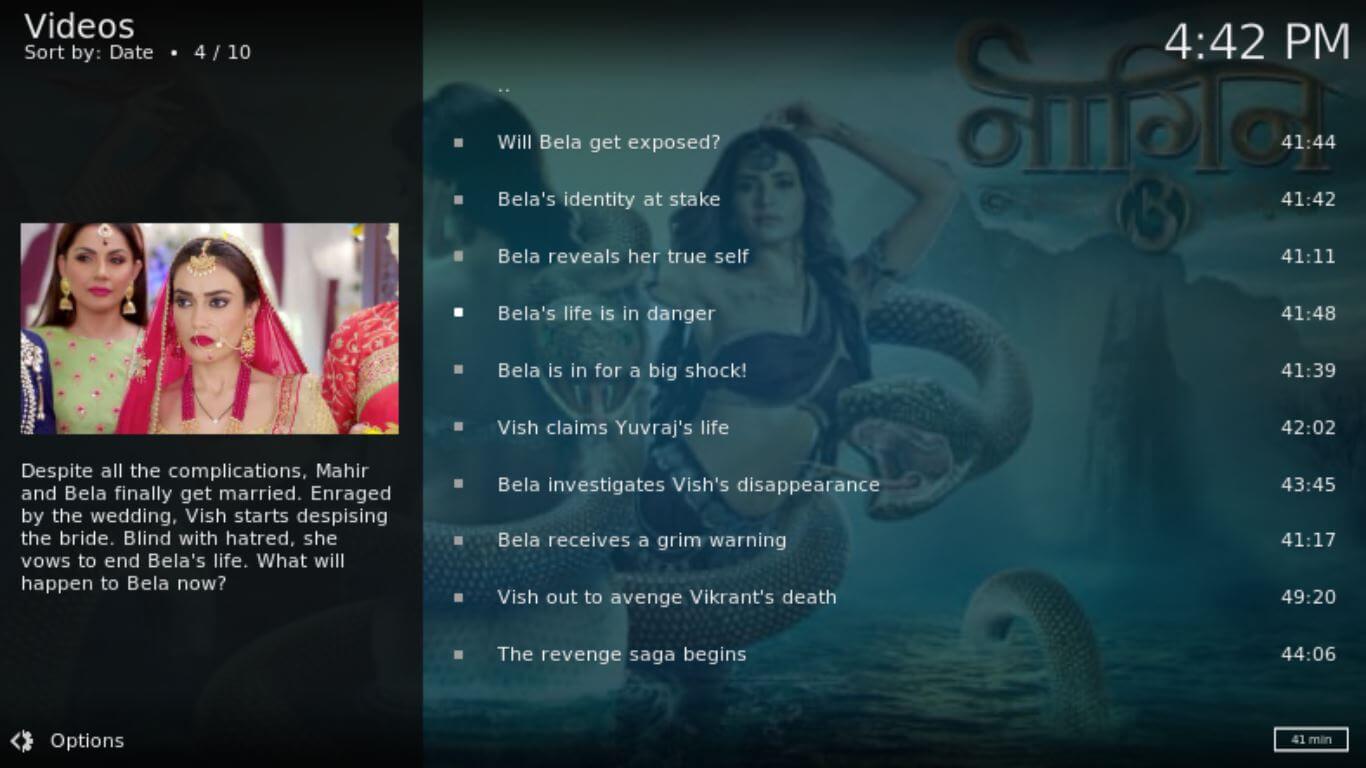 Videos
Sort by: Date • 4 / 10
4:42 PM
नागिन
3
..
Will Bela get exposed? 41:44
Bela's identity at stake 41:42
Bela reveals her true self 41:11
Bela's life is in danger 41:48
Bela is in for a big shock! 41:39
Vish claims Yuvraj's life 42:02
Bela investigates Vish's disappearance 43:45
Bela receives a grim warning 41:17
Vish out to avenge Vikrant's death 49:20
The revenge saga begins 44:06
Despite all the complications, Mahir
and Bela finally get married. Enraged
by the wedding, Vish starts despising
the bride. Blind with hatred, she
vows to end Bela's life. What will
happen to Bela now?
Options
41 min